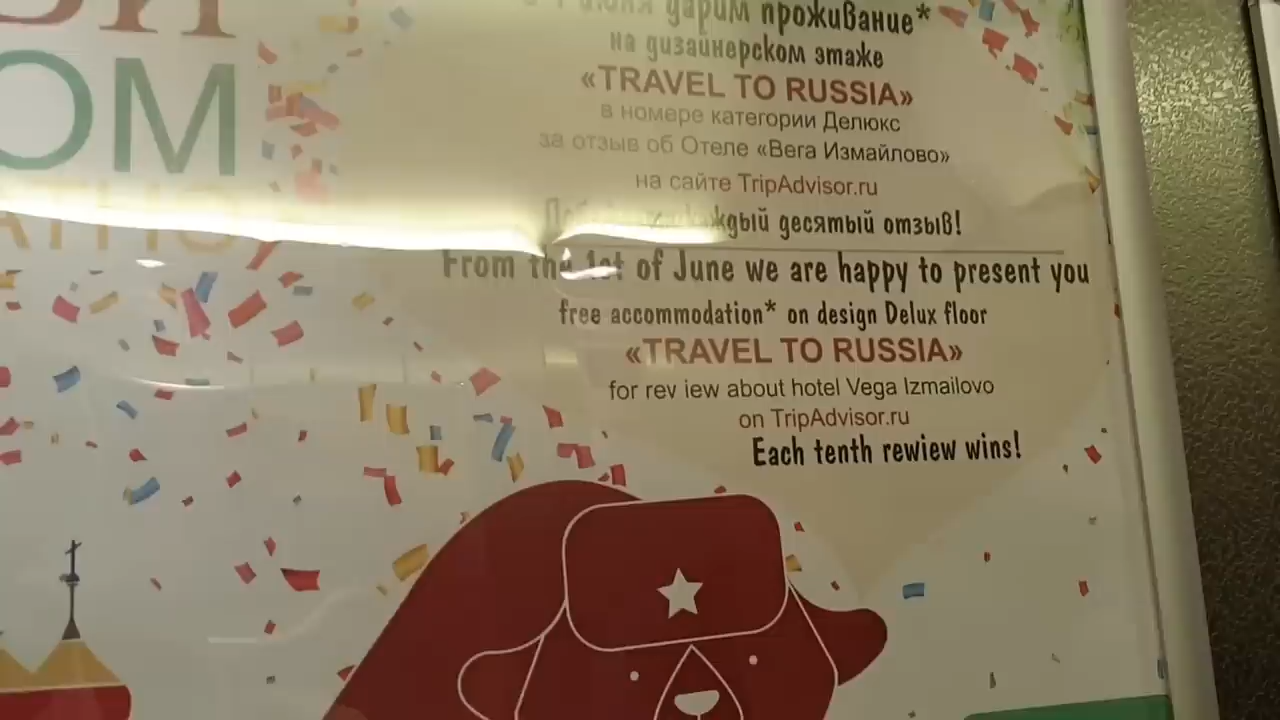 ОМ
дарим проживание*
на дизайнерском этаже
«TRAVEL TO RUSSIA»
в номере категории Делюкс
за отзыв об Отеле «Вега Измайлово»
на сайте TripAdvisor.ru
десятый отзыв!
From the 1st of June we are happy to present you
free accommodation* on design Delux floor
«TRAVEL TO RUSSIA»
for rev iew about hotel Vega Izmailovo
on TripAdvisor.ru
Each tenth rewiew wins!